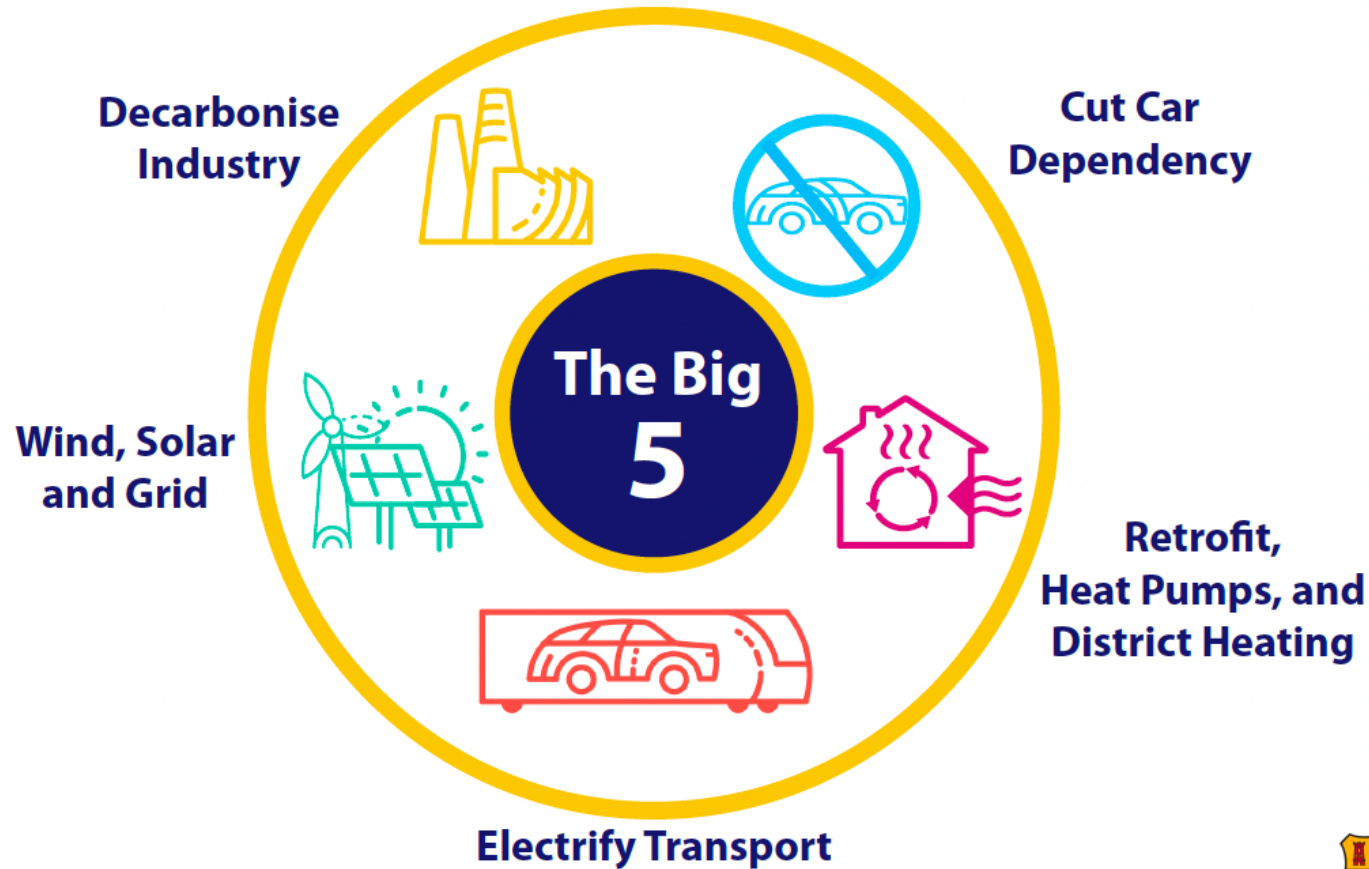 Decarbonise
Industry
Cut Car
Dependency
The Big
5
Wind, Solar
and Grid
Retrofit,
Heat Pumps, and
District Heating
Electrify Transport